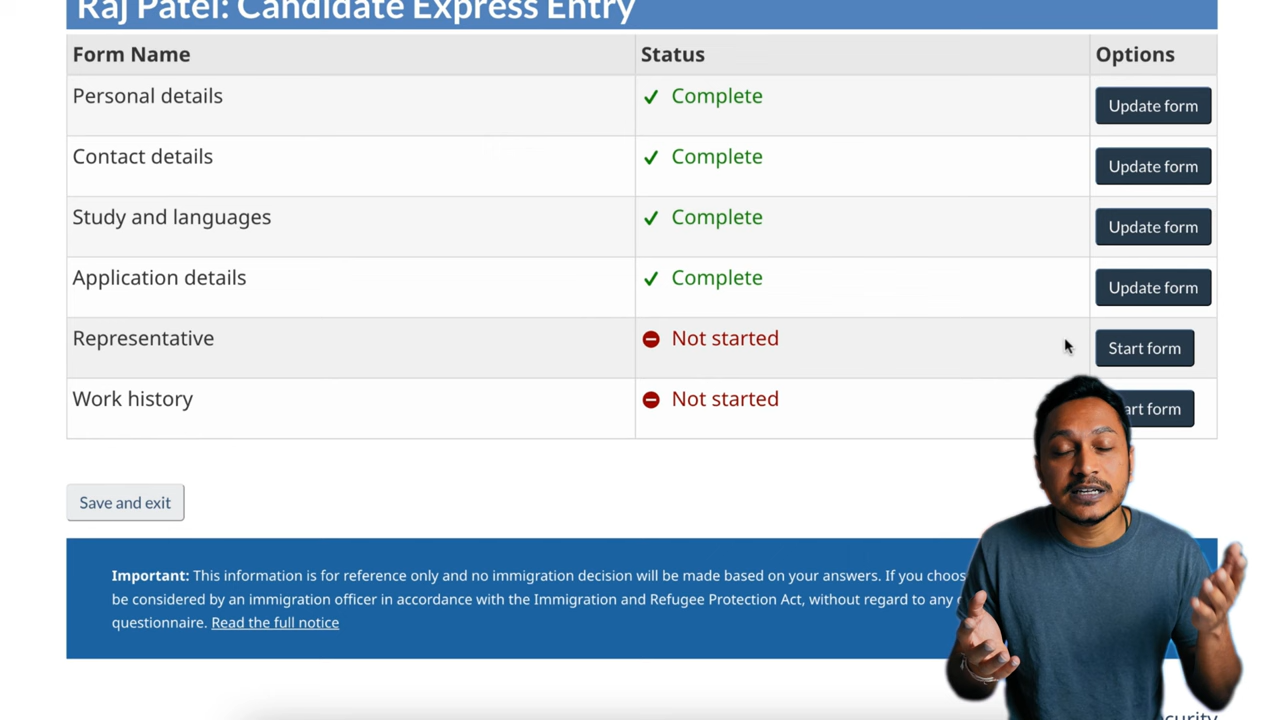 Raj Patel: Candidate Express Entry
Form Name Status Options
Personal details Complete Update form
Contact details Complete Update form
Study and languages Complete Update form
Application details Complete Update form
Representative Not started Start form
Work history Not started form
Save and exit
Important: This information is for reference only and no immigration decision will be made based on your answers. If you
be considered by an immigration officer in accordance with the Immigration and Refugee Protection Act, without regard to any
questionnaire. Read the full notice